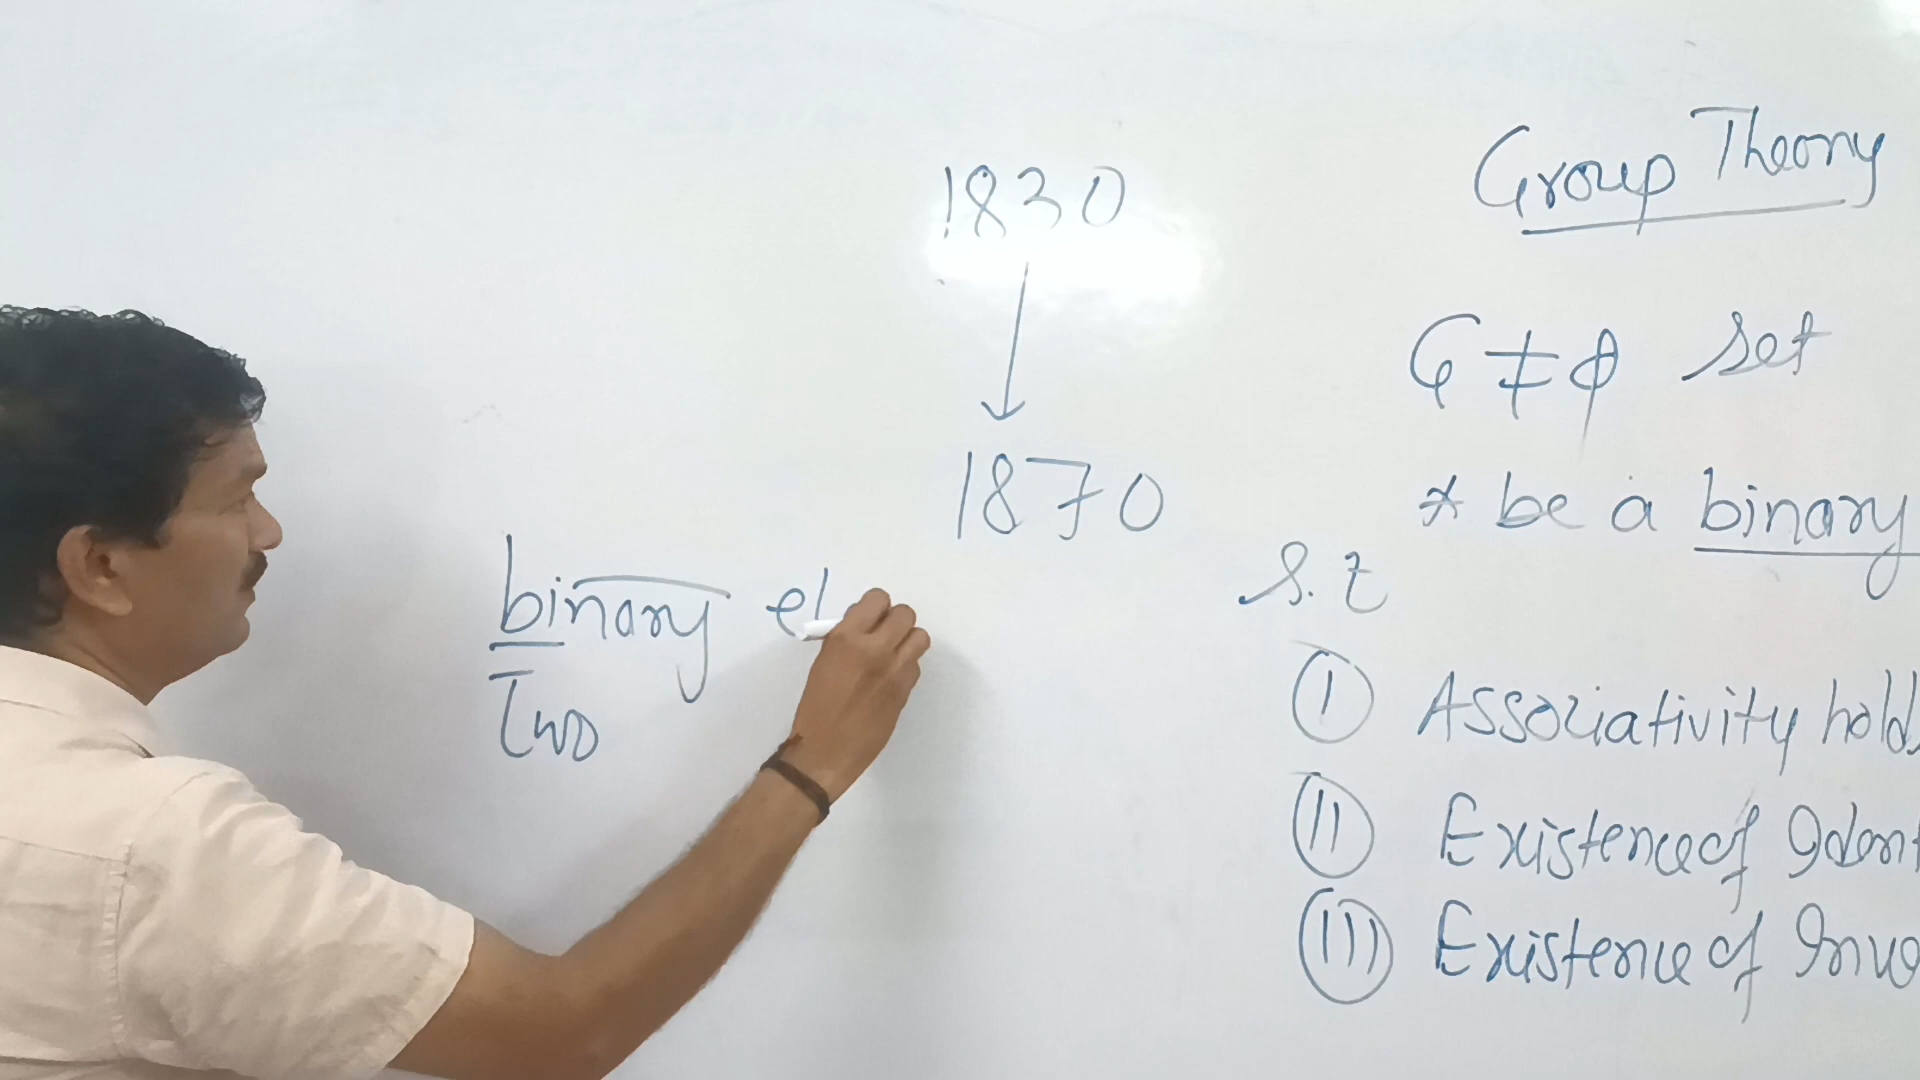 Group Theory
1830
1870
G ≠ φ set
* be a binary
s.t
binary el
Two
(I) Associativity hold
(II) Existence of Ident
(III) Existence of Inve